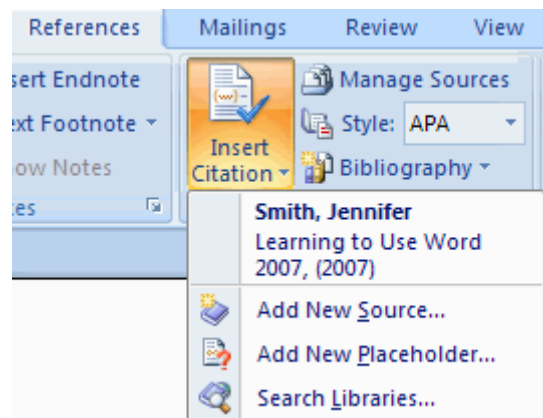 References Mailings Review View
sert Endnote
ext Footnote
ow Notes
es
Insert
Citation
Manage Sources
Style: APA
Bibliography
Smith, Jennifer
Learning to Use Word
2007, (2007)
Add New Source...
Add New Placeholder...
Search Libraries...